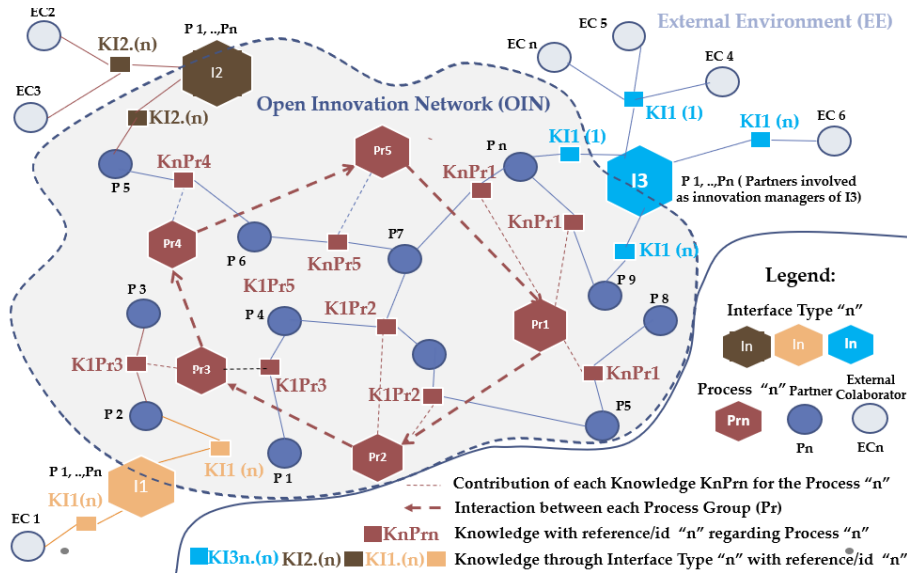 EC2
P 1, ..,Pn
EC 5
External Environment (EE)
KI2.(n)
I2
EC n
EC 4
EC3
KI2.(n)
Open Innovation Network (OIN)
KI1 (1)
KI1 (n)
EC 6
KI1 (1)
P 5
KnPr4
Pr5
KnPr1
P n
I3
P 1, ..,Pn ( Partners involved
as innovation managers of I3)
Pr4
P 6
KnPr5
P7
KnPr1
KI1 (n)
K1Pr5
P 3
P 4
K1Pr2
P 9
P 8
Pr1
K1Pr3
Pr3
K1Pr3
K1Pr2
KnPr1
P 2
P5
P 1
Pr2
KI1 (n)
P 1, ..,Pn
I1
KI1(n)
EC 1
Legend:
Interface Type “n”
In
In
In
Process “n”
Partner
External
Colaborator
Prn
Pn
ECn
Contribution of each Knowledge KnPrn for the Process “n”
Interaction between each Process Group (Pr)
KnPrn
Knowledge with reference/id “n” regarding Process “n”
KI3n.(n)
KI2.(n)
KI1.(n)
Knowledge through Interface Type “n” with reference/id “n”